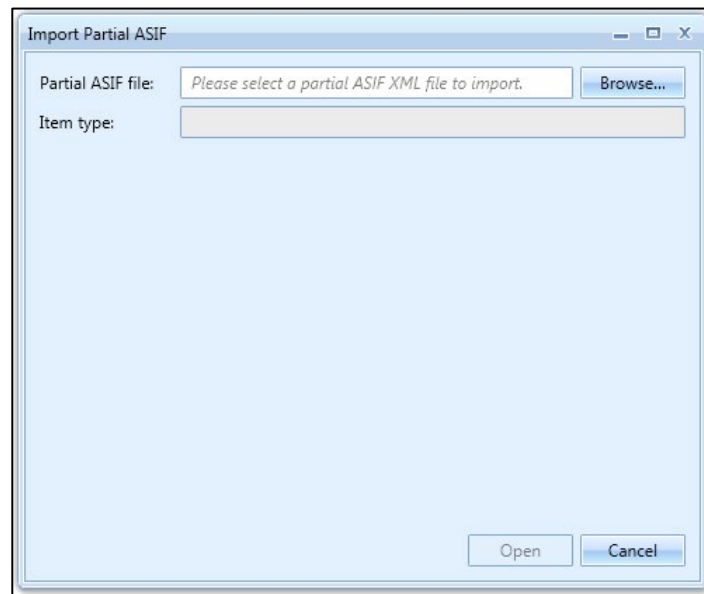 Import Partial ASIF
Partial ASIF file: Please select a partial ASIF XML file to import. Browse...
Item type:
Open Cancel